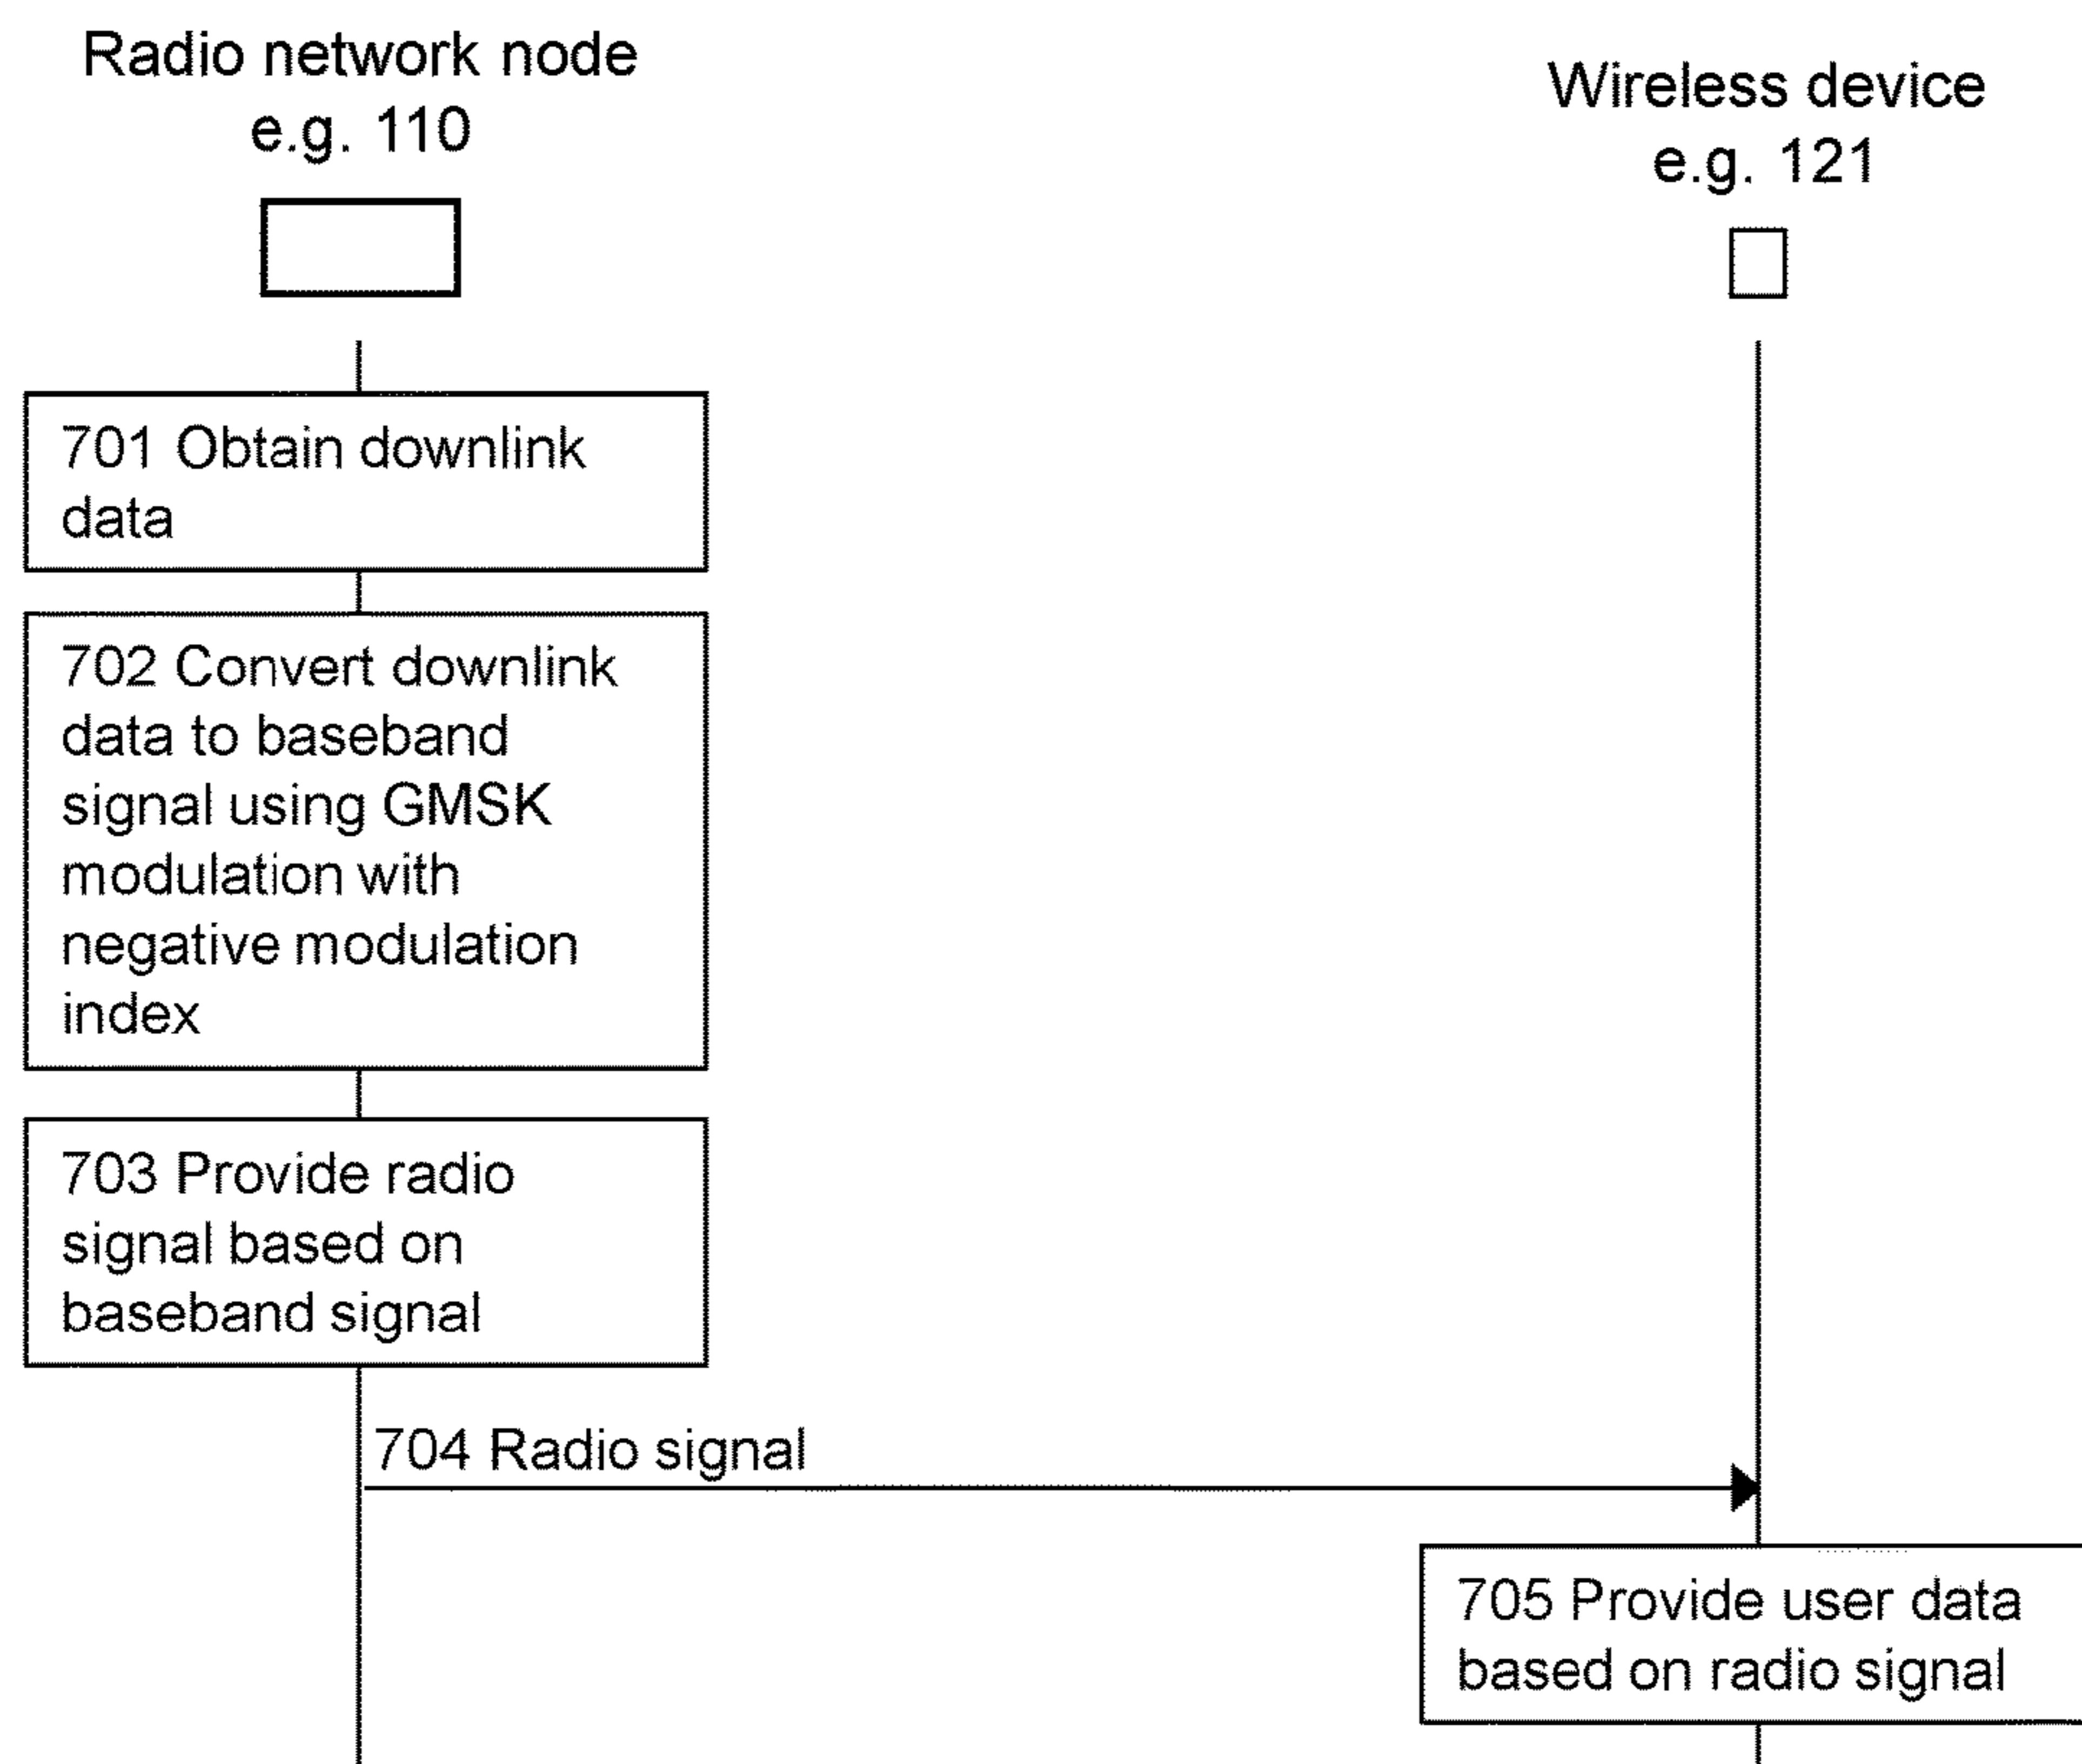 Radio network node
e.g. 110
Wireless device
e.g. 121
701 Obtain downlink
data
702 Convert downlink
data to baseband
signal using GMSK
modulation with
negative modulation
index
703 Provide radio
signal based on
baseband signal
704 Radio signal
705 Provide user data
based on radio signal